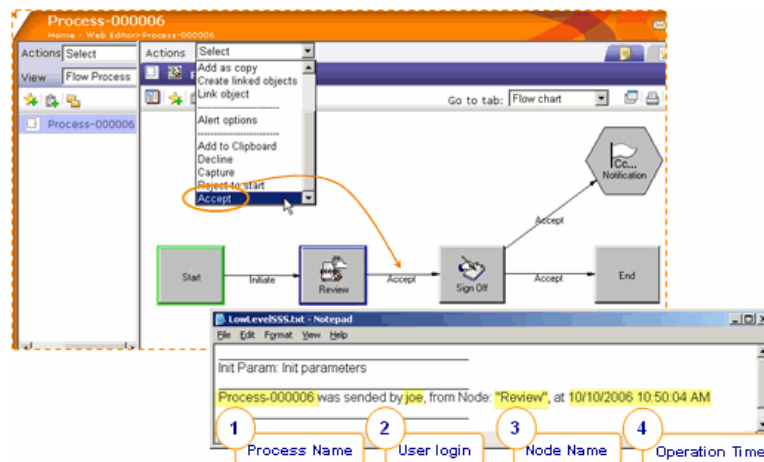 Process-000006
Home - Web Editor>Process-000006
Actions Select
Actions Select
View Flow Process
Add as copy
Create linked objects
Link object
Alert options
Add to Clipboard
Decline
Capture
Reject to start
Accept
Go to tab: Flow chart
Process-000006
Cc...
Notification
Accept
Start
Initiate
Review
Accept
Sign Off
Accept
End
LowLevelSSS.txt - Notepad
File Edit Format View Help
Init Param: Init parameters
Process-000006 was sended by joe, from Node: "Review", at 10/10/2006 10:50:04 AM
1 2 3 4
Process Name User login Node Name Operation Time